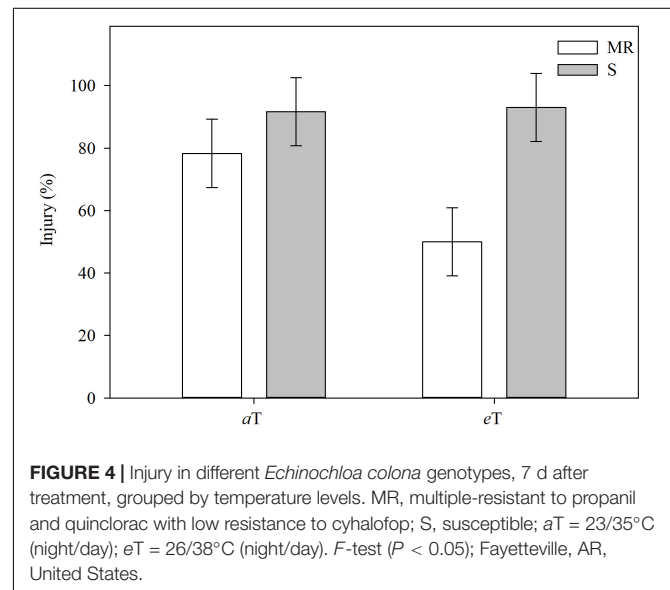 MR
S
100
80
60
40
20
0
Injury (%)
aT
eT
FIGURE 4 | Injury in different Echinochloa colona genotypes, 7 d after
treatment, grouped by temperature levels. MR, multiple-resistant to propanil
and quinclorac with low resistance to cyhalofop; S, susceptible; aT = 23/35°C
(night/day); eT = 26/38°C (night/day). F-test (P < 0.05); Fayetteville, AR,
United States.